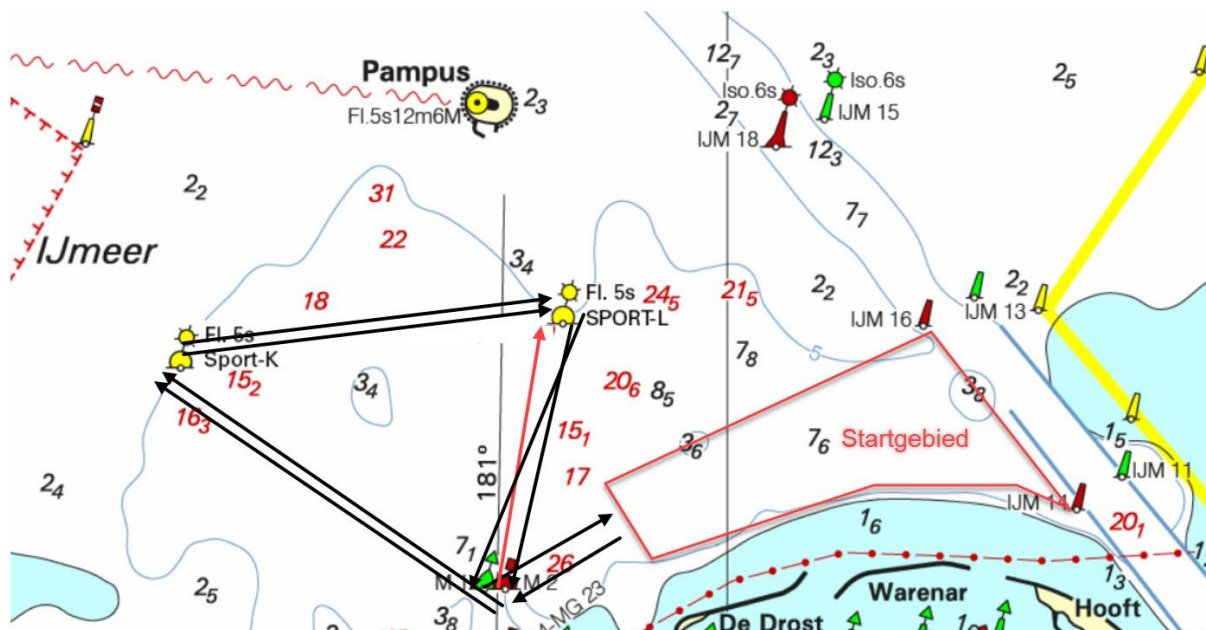 12₇
2₃
Iso.6s
Iso.6s
2₅
Pampus
2₃
Fl.5s12m6M
2₇
IJM 15
IJM 18
12₃
2₂
31
7₇
22
IJmeer
3₄
18
Fl. 5s
24₅
21₅
2₂
2₂
SPORT-L
IJM 16
IJM 13
Fl. 5s
Sport-K
7₈
5
15₂
3₄
20₆
8₅
3₈
16₃
15₁
3₆
7₆
Startgebied
1₅
181°
17
2₄
IJM 11
IJM 14
1₆
20₁
7₁
26
M 2
2₅
-MG 23
Warenar
1₃
3₈
De Drost
Hooft